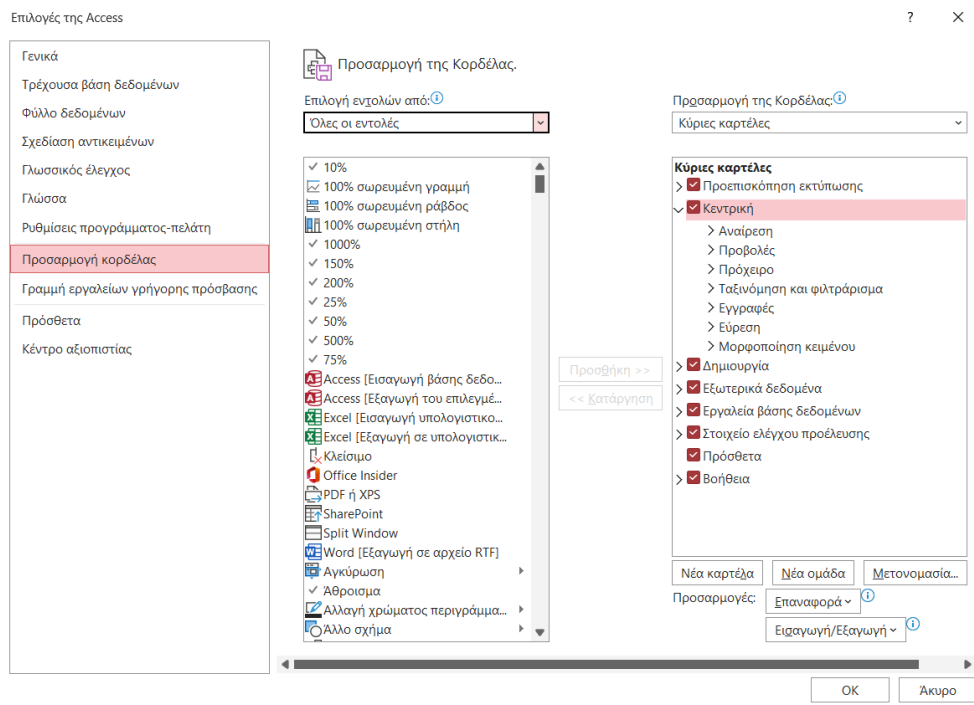 Επιλογές της Access
?
Γενικά
Τρέχουσα βάση δεδομένων
Φύλλο δεδομένων
Σχεδίαση αντικειμένων
Γλωσσικός έλεγχος
Γλώσσα
Ρυθμίσεις προγράμματος-πελάτη
Προσαρμογή κορδέλας
Γραμμή εργαλείων γρήγορης πρόσβασης
Πρόσθετα
Κέντρο αξιοπιστίας
Προσαρμογή της Κορδέλας.
Επιλογή εντολών από:
Όλες οι εντολές
10%
100% σωρευμένη γραμμή
100% σωρευμένη ράβδος
100% σωρευμένη στήλη
1000%
150%
200%
25%
50%
500%
75%
Access [Εισαγωγή βάσης δεδο...
Access [Εξαγωγή του επιλεγμέ...
Excel [Εισαγωγή υπολογιστικο...
Excel [Εξαγωγή σε υπολογιστικ...
Κλείσιμο
Office Insider
PDF ή XPS
SharePoint
Split Window
Word [Εξαγωγή σε αρχείο RTF]
Αγκύρωση
Άθροισμα
Αλλαγή χρώματος περιγράμμα...
Άλλο σχήμα
Προσθήκη >>
<< Κατάργηση
Προσαρμογή της Κορδέλας:
Κύριες καρτέλες
Κύριες καρτέλες
Προεπισκόπηση εκτύπωσης
Κεντρική
Αναίρεση
Προβολές
Πρόχειρο
Ταξινόμηση και φιλτράρισμα
Εγγραφές
Εύρεση
Μορφοποίηση κειμένου
Δημιουργία
Εξωτερικά δεδομένα
Εργαλεία βάσης δεδομένων
Στοιχείο ελέγχου προέλευσης
Πρόσθετα
Βοήθεια
Νέα καρτέλα Νέα ομάδα Μετονομασία...
Προσαρμογές: Επαναφορά
Εισαγωγή/Εξαγωγή
OK Άκυρο